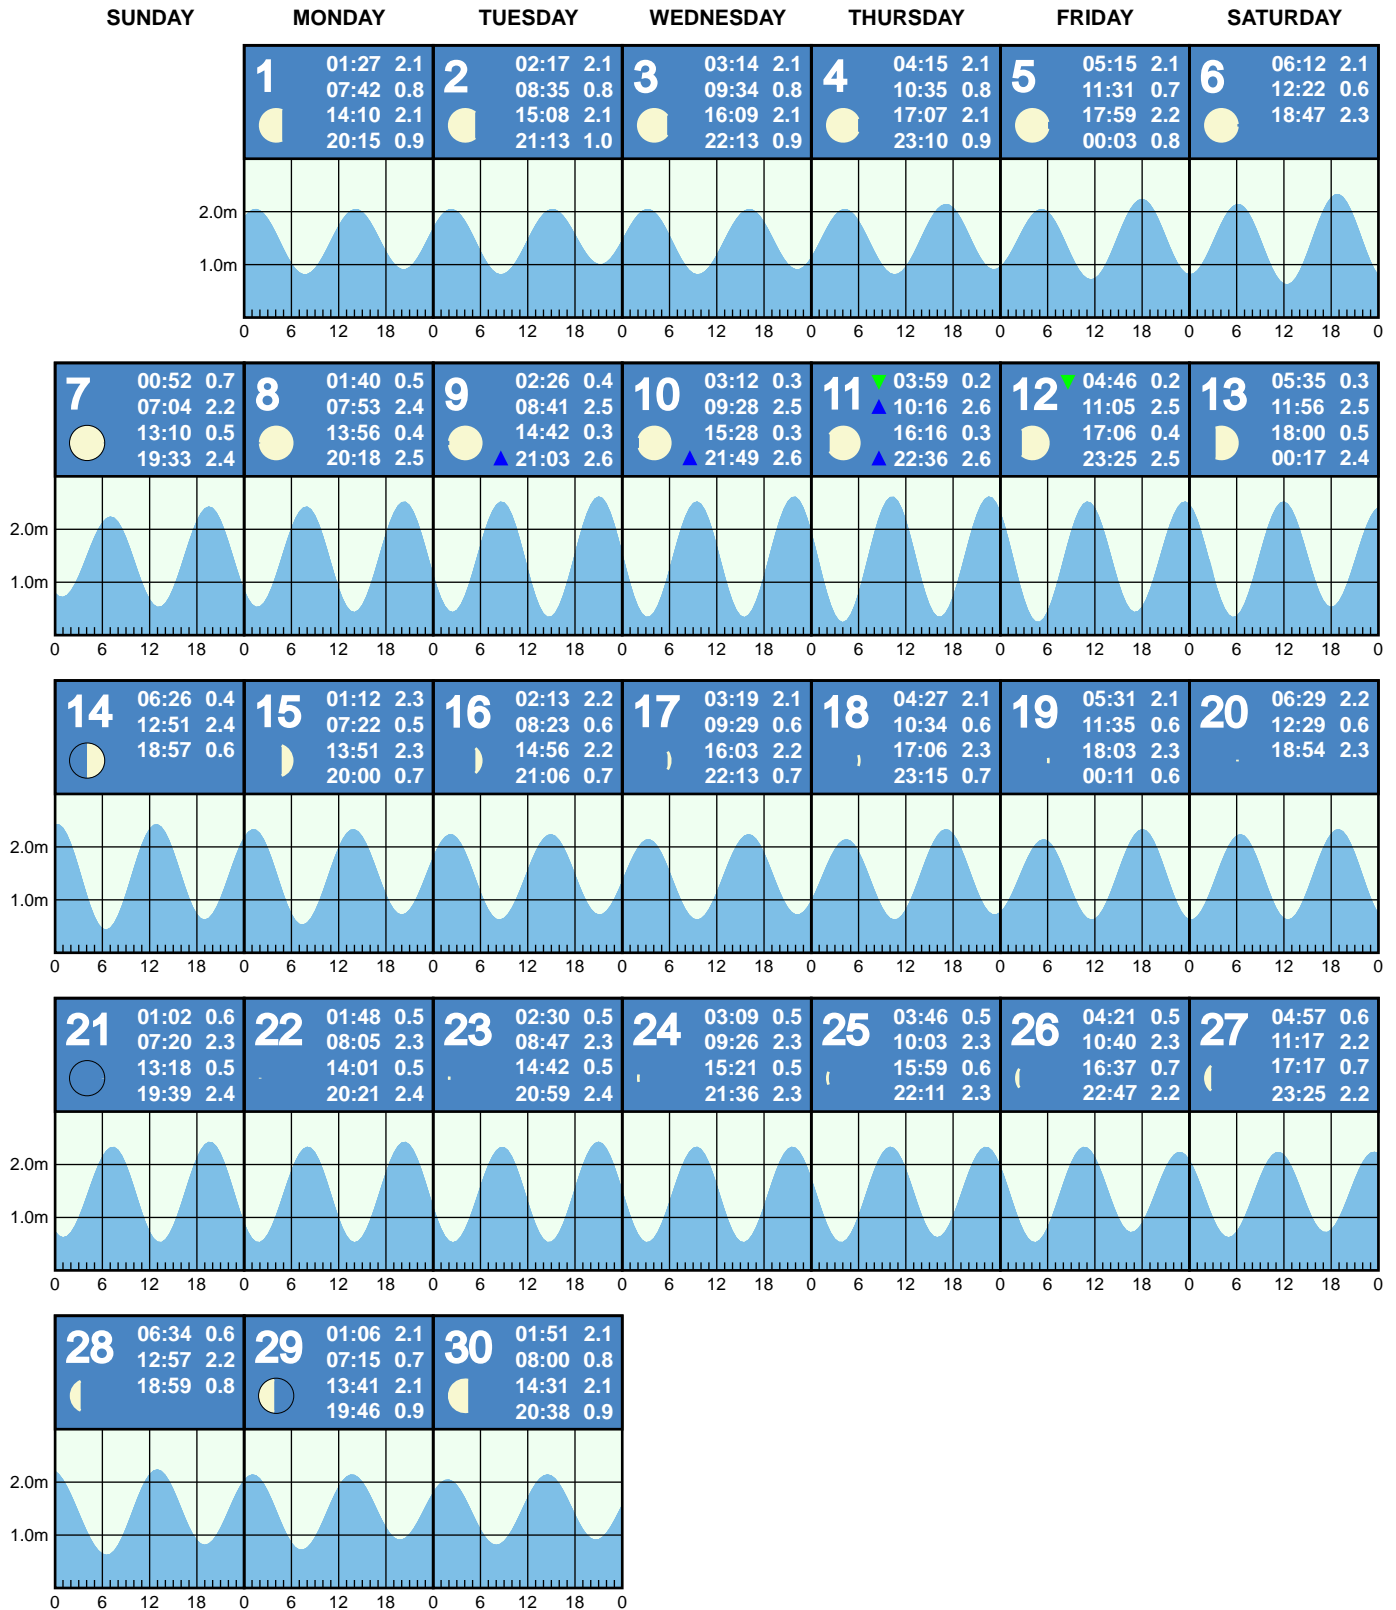 SUNDAY MONDAY TUESDAY WEDNESDAY THURSDAY FRIDAY SATURDAY
1 01:27 2.1
07:42 0.8
14:10 2.1
20:15 0.9
2 02:17 2.1
08:35 0.8
15:08 2.1
21:13 1.0
3 03:14 2.1
09:34 0.8
16:09 2.1
22:13 0.9
4 04:15 2.1
10:35 0.8
17:07 2.1
23:10 0.9
5 05:15 2.1
11:31 0.7
17:59 2.2
00:03 0.8
6 06:12 2.1
12:22 0.6
18:47 2.3
2.0m
1.0m
0 6 12 18 0 6 12 18 0 6 12 18 0 6 12 18 0 6 12 18 0 6 12 18 0
7 00:52 0.7
07:04 2.2
13:10 0.5
19:33 2.4
8 01:40 0.5
07:53 2.4
13:56 0.4
20:18 2.5
9 02:26 0.4
08:41 2.5
14:42 0.3
21:03 2.6
10 03:12 0.3
09:28 2.5
15:28 0.3
21:49 2.6
11 03:59 0.2
10:16 2.6
16:16 0.3
22:36 2.6
12 04:46 0.2
11:05 2.5
17:06 0.4
23:25 2.5
13 05:35 0.3
11:56 2.5
18:00 0.5
00:17 2.4
2.0m
1.0m
0 6 12 18 0 6 12 18 0 6 12 18 0 6 12 18 0 6 12 18 0 6 12 18 0 6 12 18 0
14 06:26 0.4
12:51 2.4
18:57 0.6
15 01:12 2.3
07:22 0.5
13:51 2.3
20:00 0.7
16 02:13 2.2
08:23 0.6
14:56 2.2
21:06 0.7
17 03:19 2.1
09:29 0.6
16:03 2.2
22:13 0.7
18 04:27 2.1
10:34 0.6
17:06 2.3
23:15 0.7
19 05:31 2.1
11:35 0.6
18:03 2.3
00:11 0.6
20 06:29 2.2
12:29 0.6
18:54 2.3
2.0m
1.0m
0 6 12 18 0 6 12 18 0 6 12 18 0 6 12 18 0 6 12 18 0 6 12 18 0 6 12 18 0
21 01:02 0.6
07:20 2.3
13:18 0.5
19:39 2.4
22 01:48 0.5
08:05 2.3
14:01 0.5
20:21 2.4
23 02:30 0.5
08:47 2.3
14:42 0.5
20:59 2.4
24 03:09 0.5
09:26 2.3
15:21 0.5
21:36 2.3
25 03:46 0.5
10:03 2.3
15:59 0.6
22:11 2.3
26 04:21 0.5
10:40 2.3
16:37 0.7
22:47 2.2
27 04:57 0.6
11:17 2.2
17:17 0.7
23:25 2.2
2.0m
1.0m
0 6 12 18 0 6 12 18 0 6 12 18 0 6 12 18 0 6 12 18 0 6 12 18 0 6 12 18 0
28 06:34 0.6
12:57 2.2
18:59 0.8
29 01:06 2.1
07:15 0.7
13:41 2.1
19:46 0.9
30 01:51 2.1
08:00 0.8
14:31 2.1
20:38 0.9
2.0m
1.0m
0 6 12 18 0 6 12 18 0 6 12 18 0